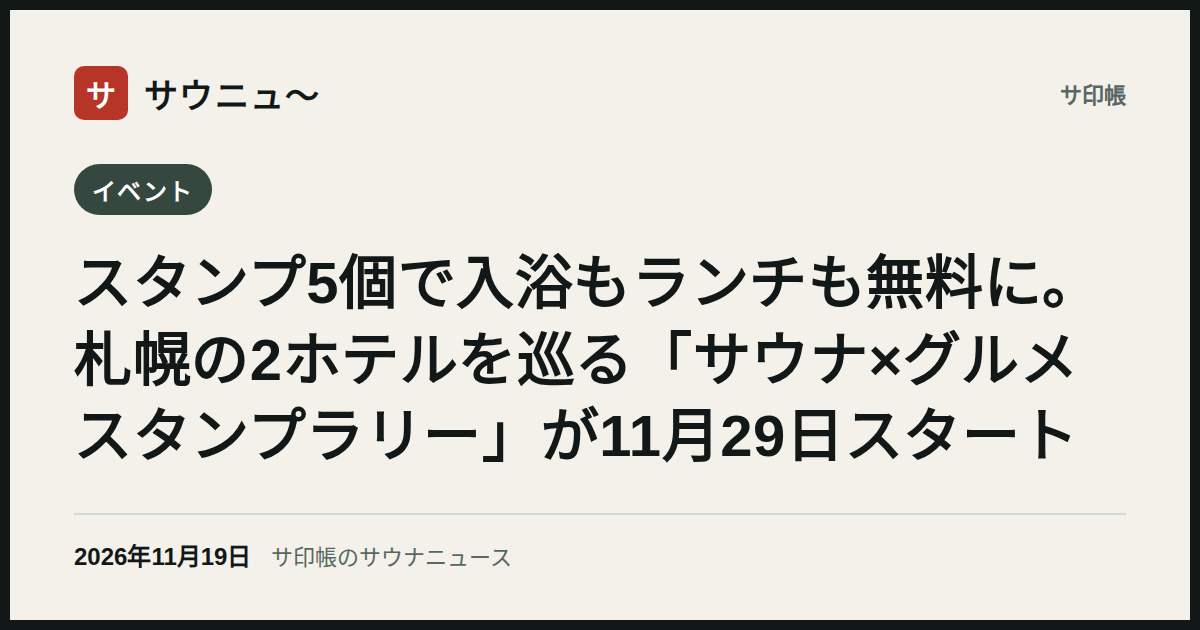 サ サウニュ〜
サ印帳
イベント
スタンプ5個で入浴もランチも無料に。
札幌の2ホテルを巡る「サウナ×グルメ
スタンプラリー」が11月29日スタート
2026年11月19日 サ印帳のサウナニュース